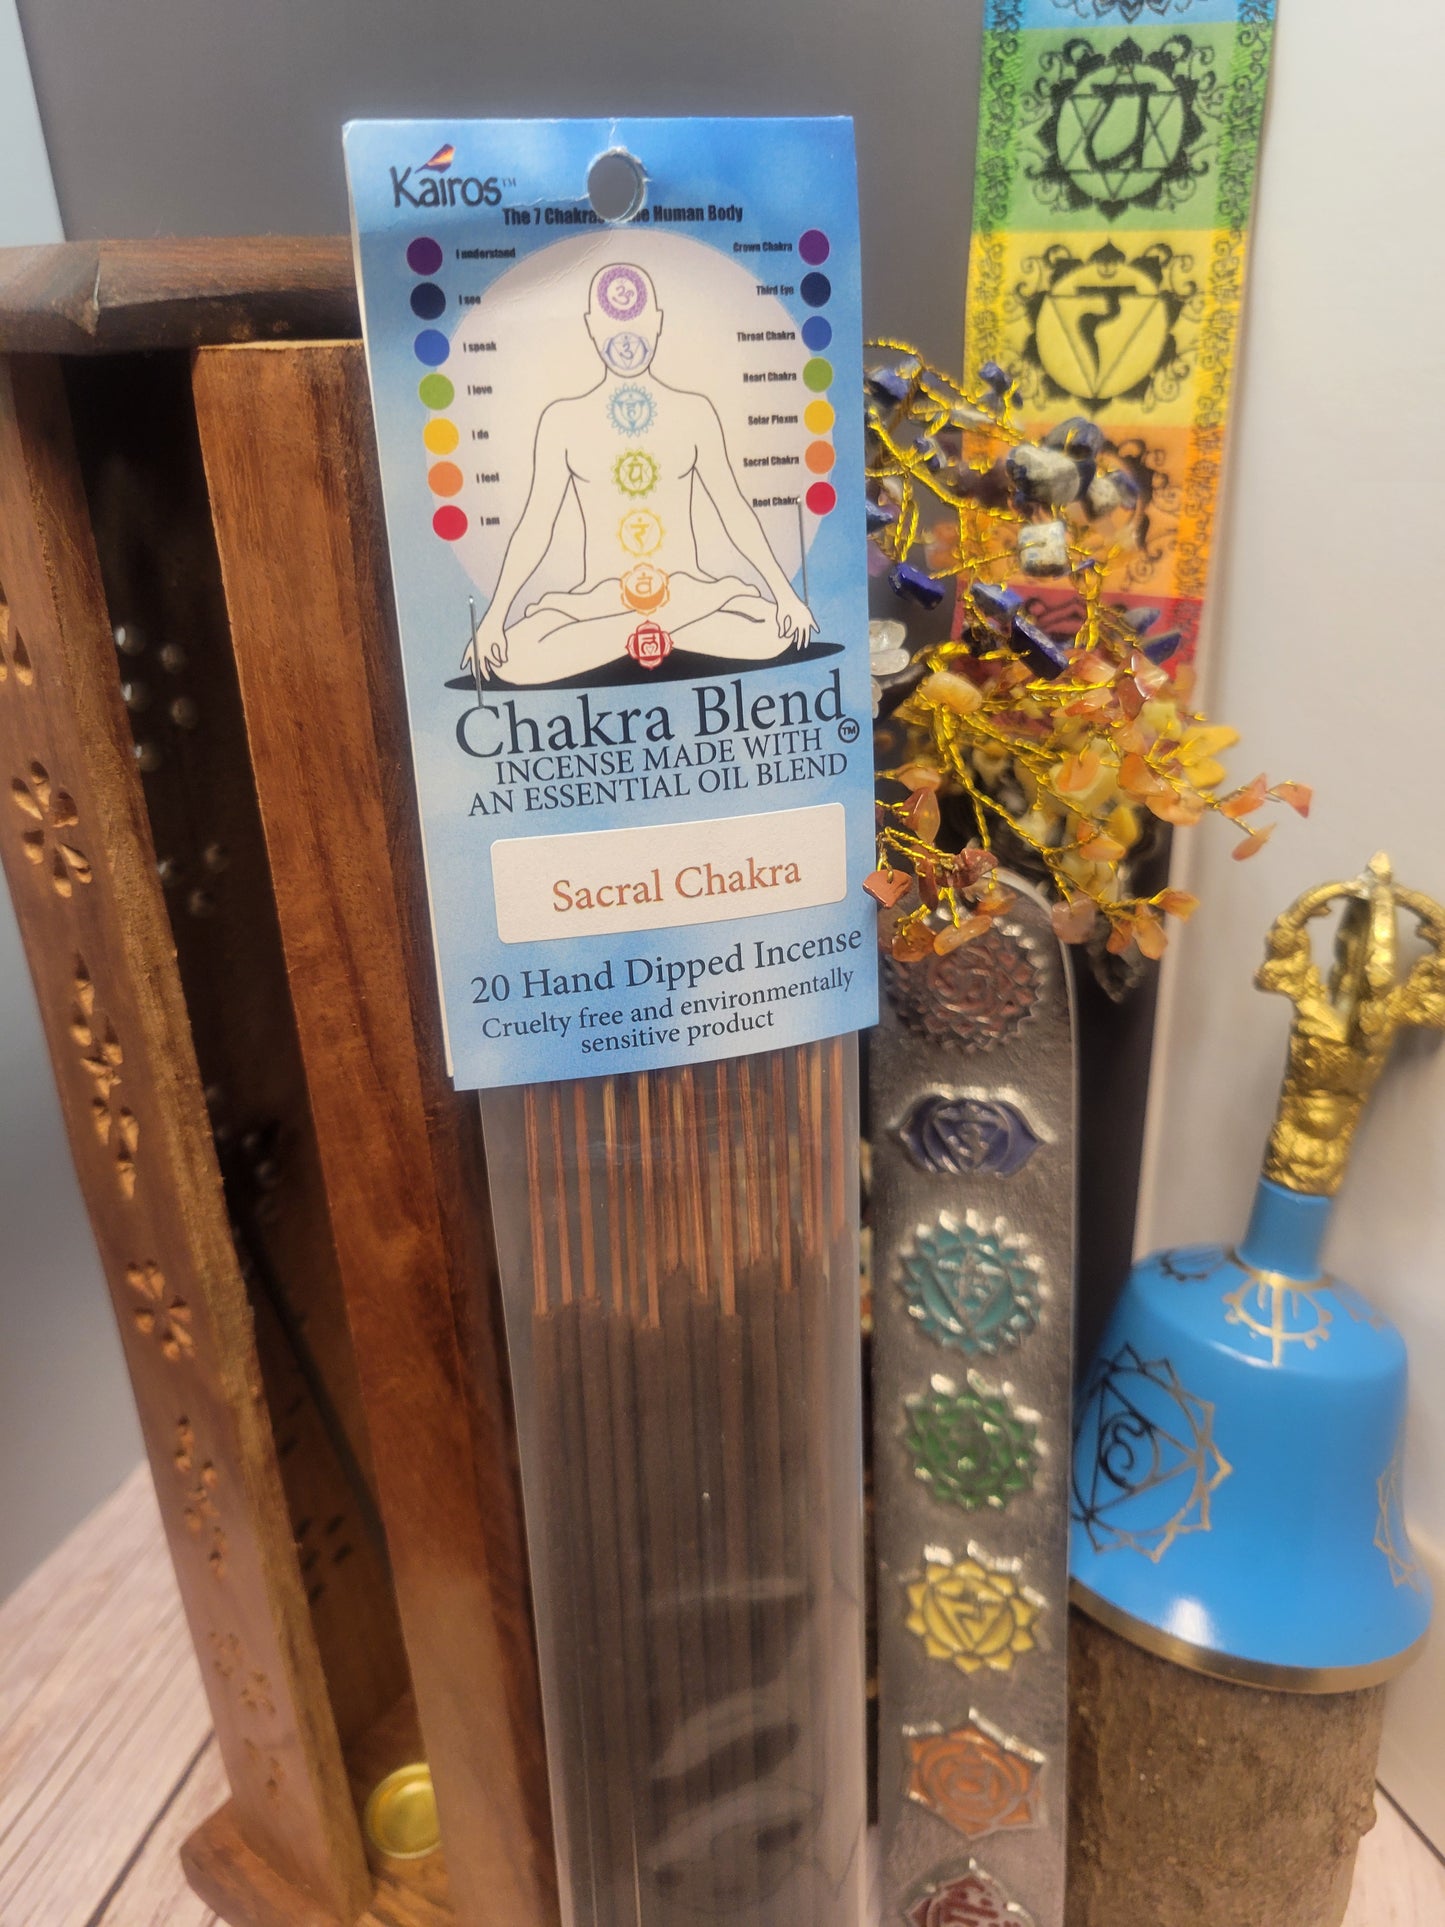 Kairos™
The 7 Chakras he Human Body
I understand
I see
I speak
I love
I do
I feel
I am
Crown Chakra
Third Eye
Throat Chakra
Heart Chakra
Solar Plexus
Sacral Chakra
Root Chakra
Chakra Blend™
INCENSE MADE WITH
AN ESSENTIAL OIL BLEND
Sacral Chakra
20 Hand Dipped Incense
Cruelty free and environmentally
sensitive product